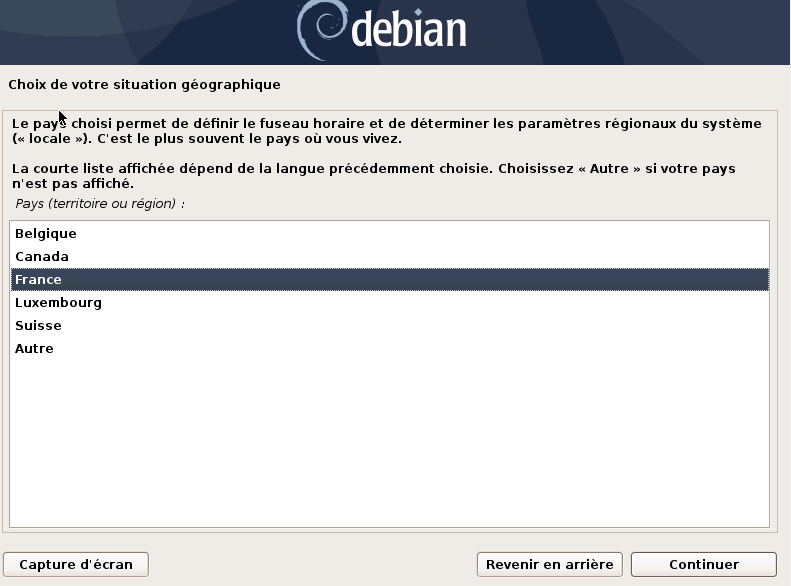 debian
Choix de votre situation géographique
Le pays choisi permet de définir le fuseau horaire et de déterminer les paramètres régionaux du système
(« locale »). C'est le plus souvent le pays où vous vivez.
La courte liste affichée dépend de la langue précédemment choisie. Choisissez « Autre » si votre pays
n'est pas affiché.
Pays (territoire ou région) :
Belgique
Canada
France
Luxembourg
Suisse
Autre
Capture d'écran
Revenir en arrière
Continuer